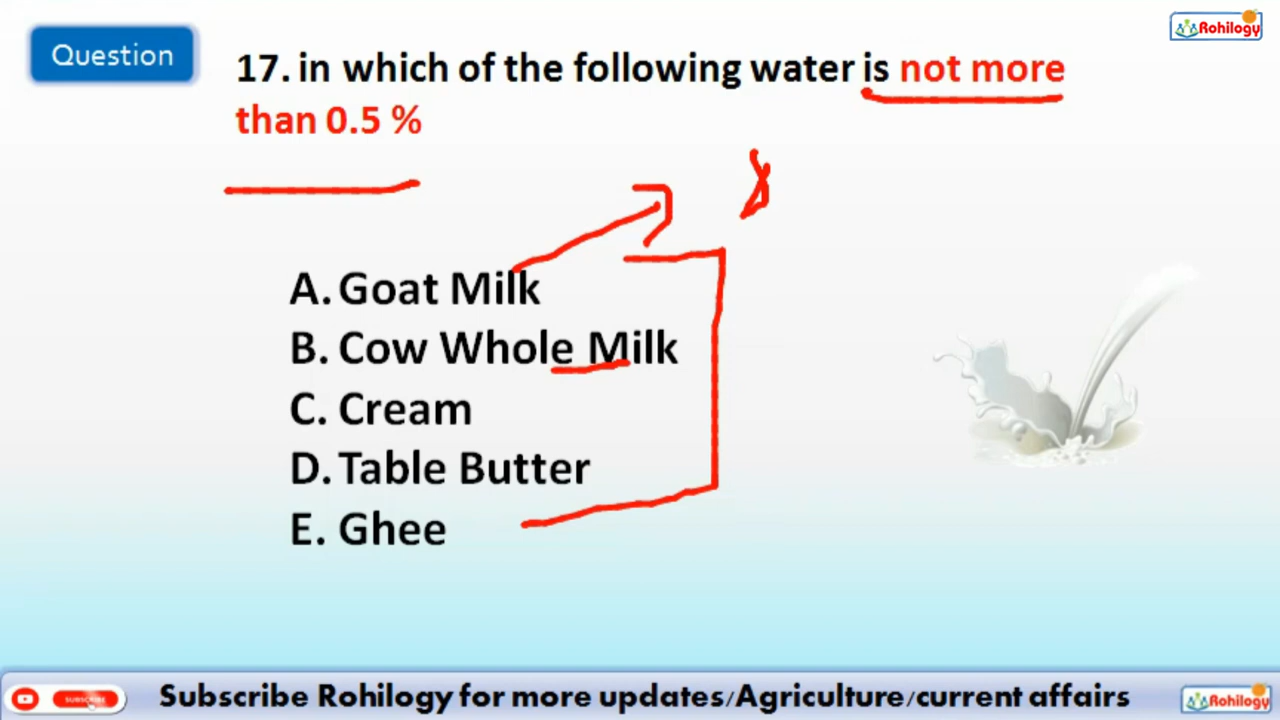 Question
Rohilogy
17. in which of the following water is not more
than 0.5 %
A. Goat Milk
B. Cow Whole Milk
C. Cream
D. Table Butter
E. Ghee
SUBSCRIBE
Subscribe Rohilogy for more updates/Agriculture/current affairs
Rohilogy